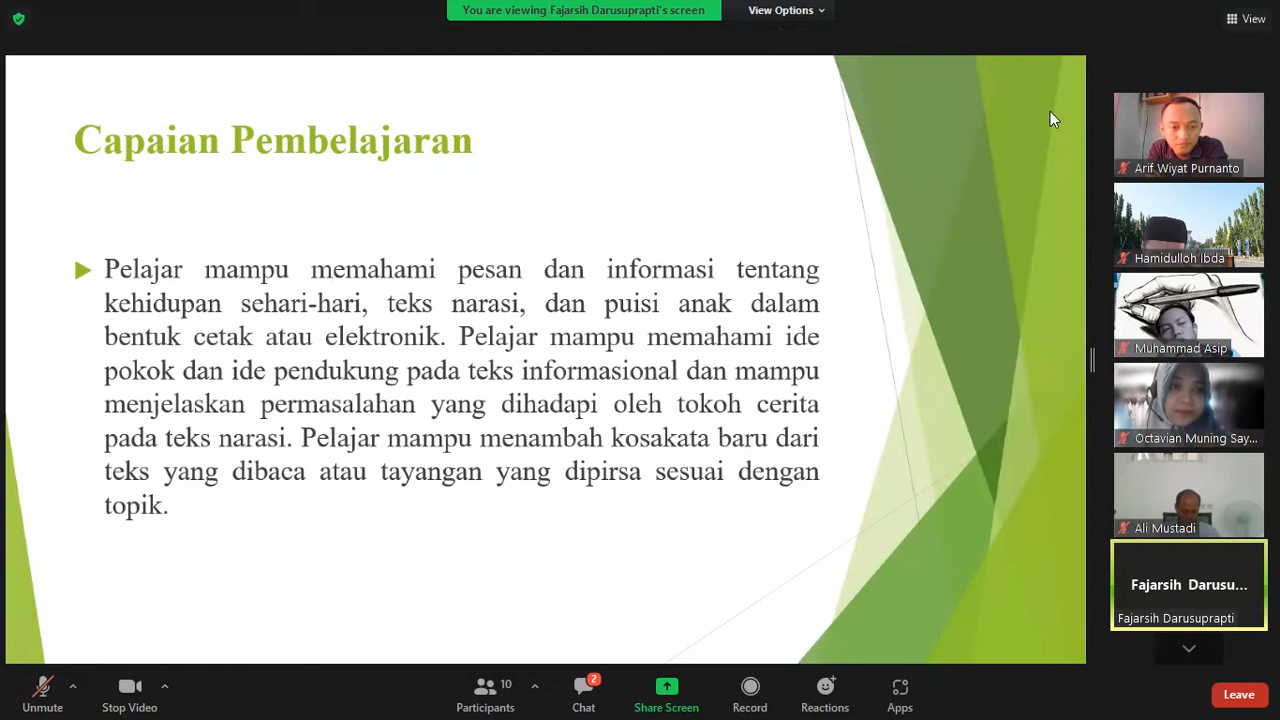 You are viewing Fajarsih Darusuprapti's screen
View Options
View
Capaian Pembelajaran
Pelajar mampu memahami pesan dan informasi tentang
kehidupan sehari-hari, teks narasi, dan puisi anak dalam
bentuk cetak atau elektronik. Pelajar mampu memahami ide
pokok dan ide pendukung pada teks informasional dan mampu
menjelaskan permasalahan yang dihadapi oleh tokoh cerita
pada teks narasi. Pelajar mampu menambah kosakata baru dari
teks yang dibaca atau tayangan yang dipirsa sesuai dengan
topik.
Arif Wiyat Purnanto
Hamidulloh Ibda
Muhammad Asip
Octavian Muning Say...
Ali Mustadi
Fajarsih Darusu...
Fajarsih Darusuprapti
Unmute
Stop Video
10
Participants
2
Chat
Share Screen
Record
Reactions
Apps
Leave